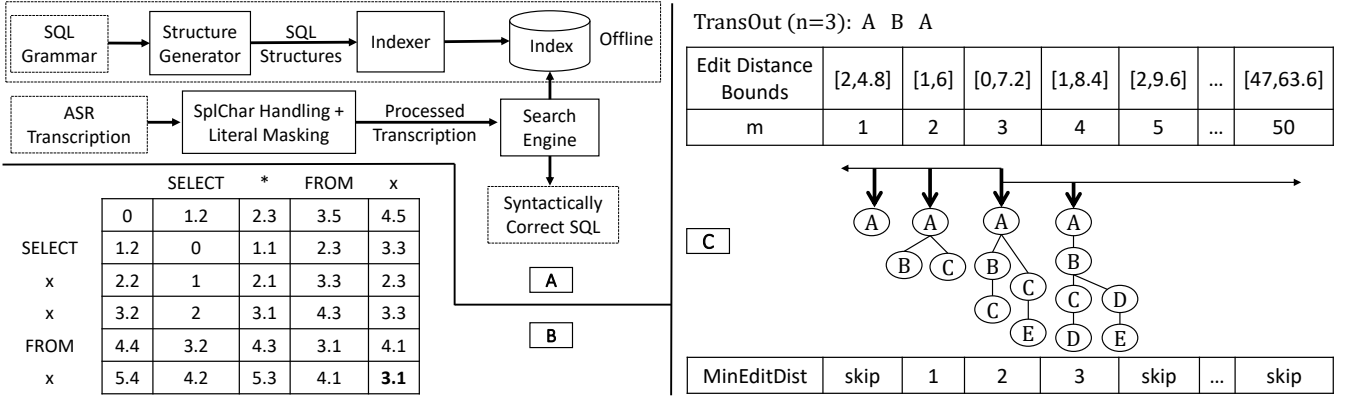 SQL
Grammar
Structure
Generator
SQL
Structures
Indexer
Index
Offline
ASR
Transcription
SplChar Handling +
Literal Masking
Processed
Transcription
Search
Engine
Syntactically
Correct SQL
A
SELECT * FROM x
0 1.2 2.3 3.5 4.5
SELECT 1.2 0 1.1 2.3 3.3
x 2.2 1 2.1 3.3 2.3
x 3.2 2 3.1 4.3 3.3
FROM 4.4 3.2 4.3 3.1 4.1
x 5.4 4.2 5.3 4.1 3.1
B
TransOut (n=3): A B A
Edit Distance
Bounds
[2,4.8] [1,6] [0,7.2] [1,8.4] [2,9.6] ... [47,63.6]
m 1 2 3 4 5 ... 50
C
A A A A
B C B C B
C E C D
D E
MinEditDist skip 1 2 3 skip ... skip